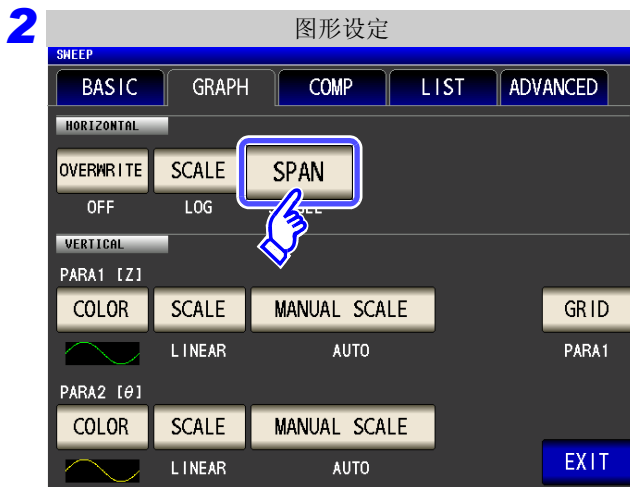 2
图形设定
SWEEP
BASIC GRAPH COMP LIST ADVANCED
HORIZONTAL
OVERWRITE SCALE SPAN
OFF LOG
VERTICAL
PARA1 [Z]
COLOR SCALE MANUAL SCALE GRID
LINEAR AUTO PARA1
PARA2 [θ]
COLOR SCALE MANUAL SCALE
LINEAR AUTO EXIT